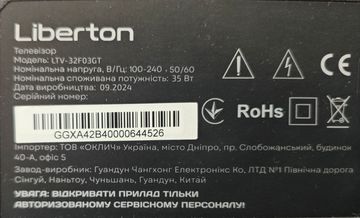 Liberton
Телевізор
Модель: LTV-32F03GT
Номінальна напруга, В/Гц: 100-240 ~ 50/60
Номінальна споживана потужність: 35 Вт
Дата виробництва: 09.2024
Серійний номер:
RoHS
GGXA42B40000644526
Імпортер: ТОВ «ОКЛИЧ» Україна, місто Дніпро, пр. Слобожанський, будинок
40-А, офіс 5
Завод-виробник: Гуандун Чангхонг Електронікс Ко, ЛТД №1 Північна дорога
Сінгуй, Наньтоу, Чуньшань, Гуандун, Китай
УВАГА: ВІДКРИВАТИ ПРИЛАД ТІЛЬКИ
АВТОРИЗОВАНОМУ СЕРВІСНОМУ ПЕРСОНАЛУ.